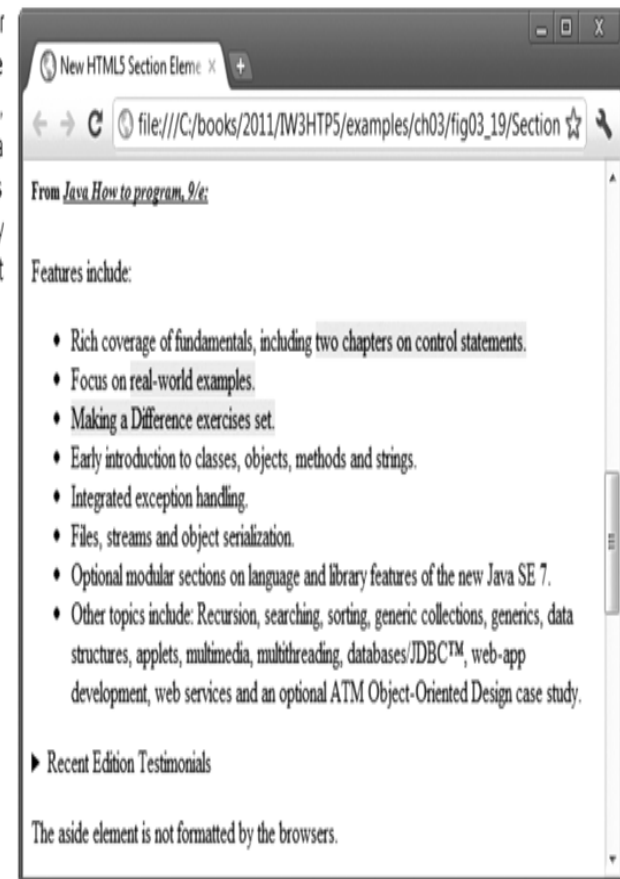 New HTML5 Section Eleme
file:///C:/books/2011/IW3HTP5/examples/ch03/fig03_19/Section
From Java How to program, 9/e:
Features include:
• Rich coverage of fundamentals, including two chapters on control statements.
• Focus on real-world examples.
• Making a Difference exercises set.
• Early introduction to classes, objects, methods and strings.
• Integrated exception handling.
• Files, streams and object serialization.
• Optional modular sections on language and library features of the new Java SE 7.
• Other topics include: Recursion, searching, sorting, generic collections, generics, data
structures, applets, multimedia, multithreading, databases/JDBC™, web-app
development, web services and an optional ATM Object-Oriented Design case study.
Recent Edition Testimonials
The aside element is not formatted by the browsers.